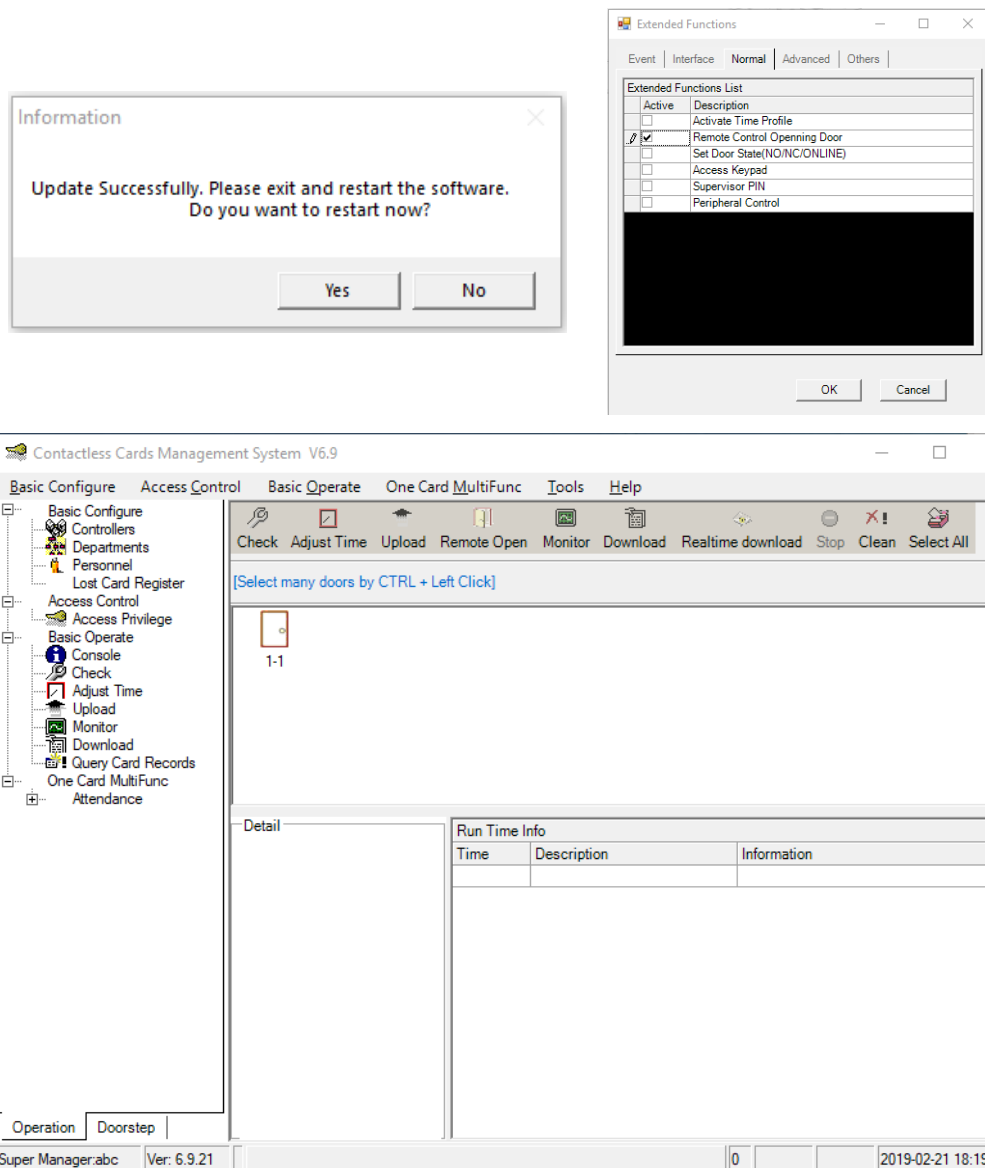 Extended Functions
Event Interface Normal Advanced Others
Extended Functions List
Active Description
Activate Time Profile
Remote Control Openning Door
Set Door State(NO/NC/ONLINE)
Access Keypad
Supervisor PIN
Peripheral Control
OK Cancel
Information
Update Successfully. Please exit and restart the software.
Do you want to restart now?
Yes No
Contactless Cards Management System V6.9
Basic Configure Access Control Basic Operate One Card MultiFunc Tools Help
Basic Configure
Controllers
Departments
Personnel
Lost Card Register
Access Control
Access Privilege
Basic Operate
Console
Check
Adjust Time
Upload
Monitor
Download
Query Card Records
One Card MultiFunc
Attendance
Operation Doorstep
Check Adjust Time Upload Remote Open Monitor Download Realtime download Stop Clean Select All
[Select many doors by CTRL + Left Click]
1-1
Detail
Run Time Info
Time Description Information
Super Manager:abc Ver: 6.9.21 0 2019-02-21 18:19